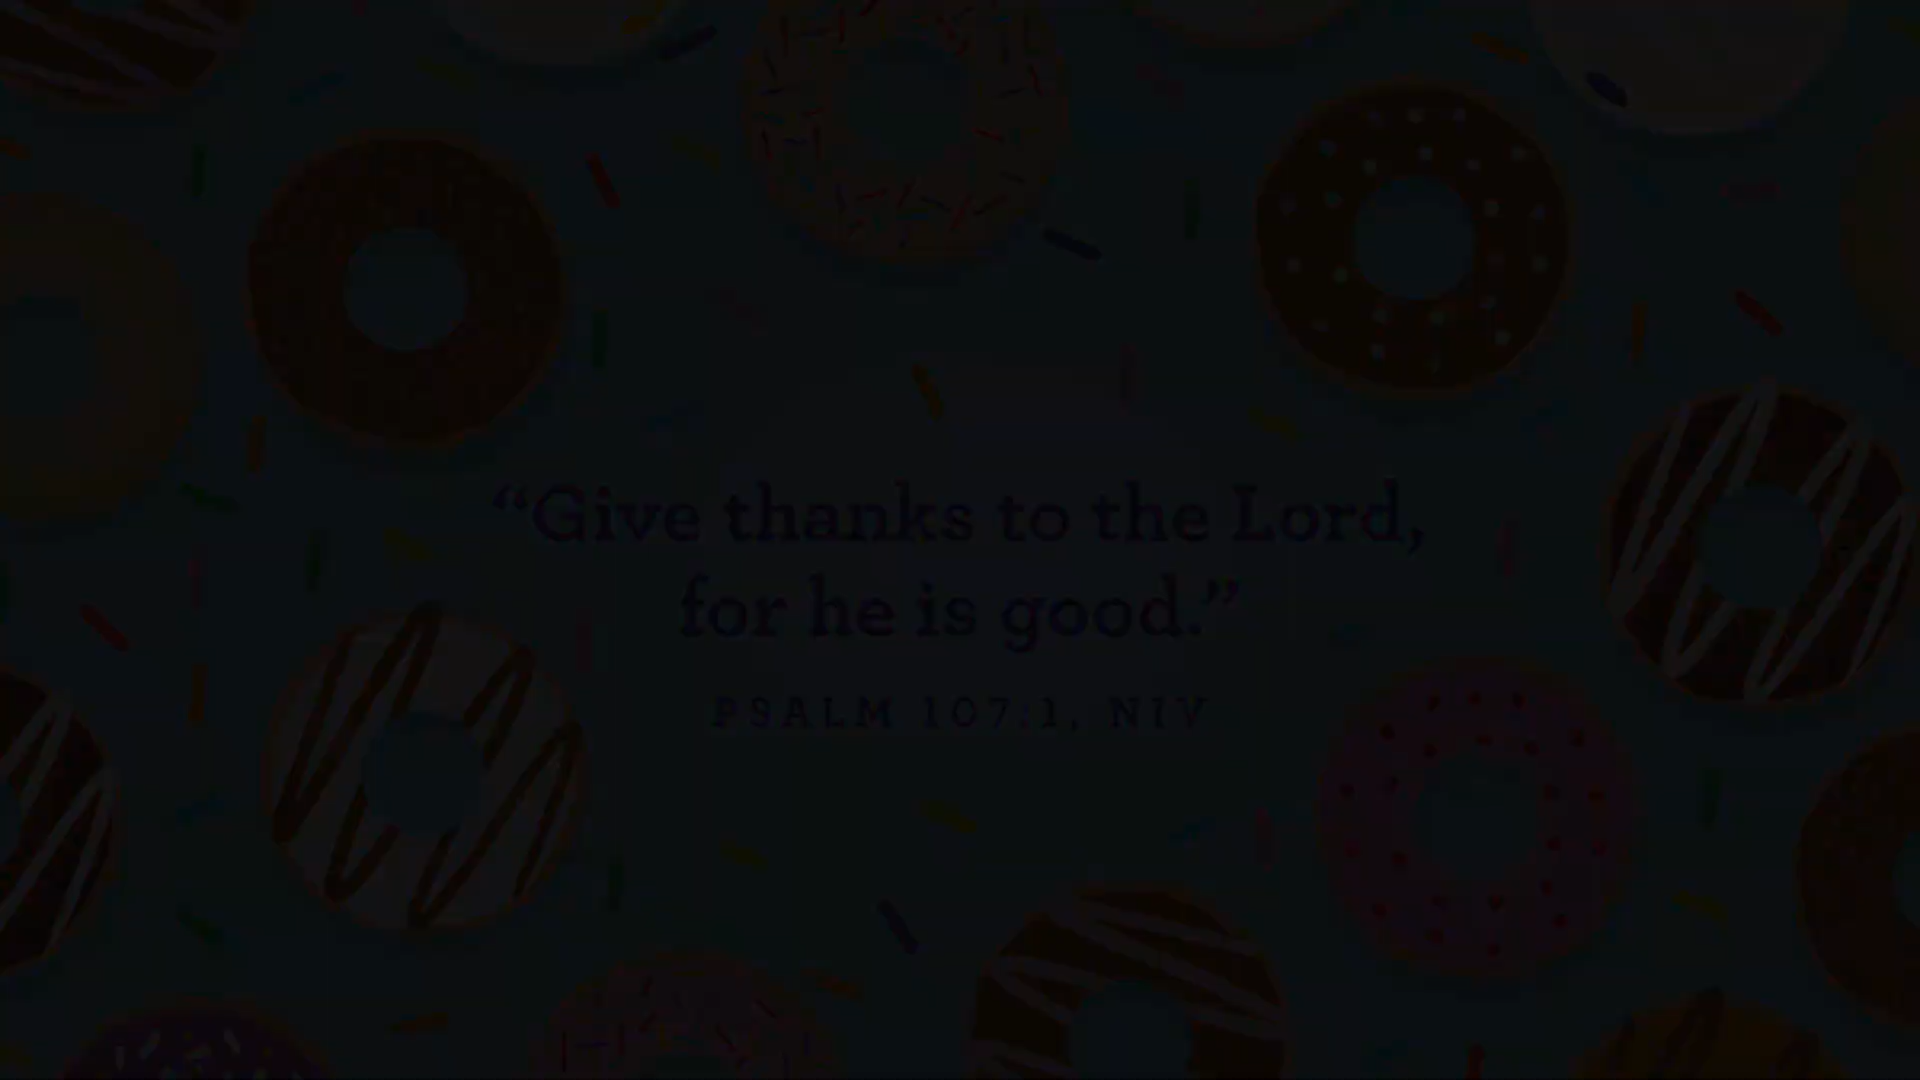 “Give thanks to the Lord,
for he is good.”
PSALM 107:1, NIV